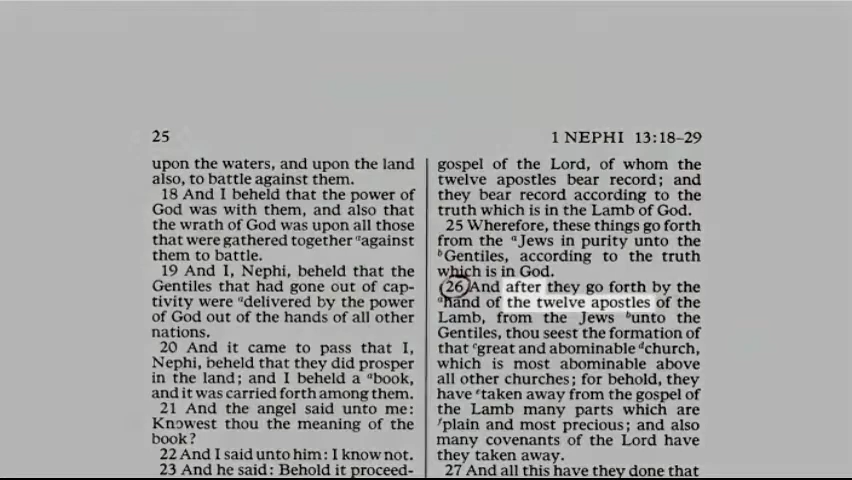 25
1 NEPHI 13:18–29
upon the waters, and upon the land
also, to battle against them.
18 And I beheld that the power of
God was with them, and also that
the wrath of God was upon all those
that were gathered together ᵃagainst
them to battle.
19 And I, Nephi, beheld that the
Gentiles that had gone out of cap-
tivity were ᵃdelivered by the power
of God out of the hands of all other
nations.
20 And it came to pass that I,
Nephi, beheld that they did prosper
in the land; and I beheld a ᵃbook,
and it was carried forth among them.
21 And the angel said unto me:
Knowest thou the meaning of the
book?
22 And I said unto him: I know not.
23 And he said: Behold it proceed-
gospel of the Lord, of whom the
twelve apostles bear record; and
they bear record according to the
truth which is in the Lamb of God.
25 Wherefore, these things go forth
from the ᵃJews in purity unto the
ᵇGentiles, according to the truth
which is in God.
26 And after they go forth by the
ᵃhand of the twelve apostles of the
Lamb, from the Jews ᵇunto the
Gentiles, thou seest the formation of
that ᶜgreat and abominable ᵈchurch,
which is most abominable above
all other churches; for behold, they
have ᵉtaken away from the gospel of
the Lamb many parts which are
ᶠplain and most precious; and also
many covenants of the Lord have
they taken away.
27 And all this have they done that